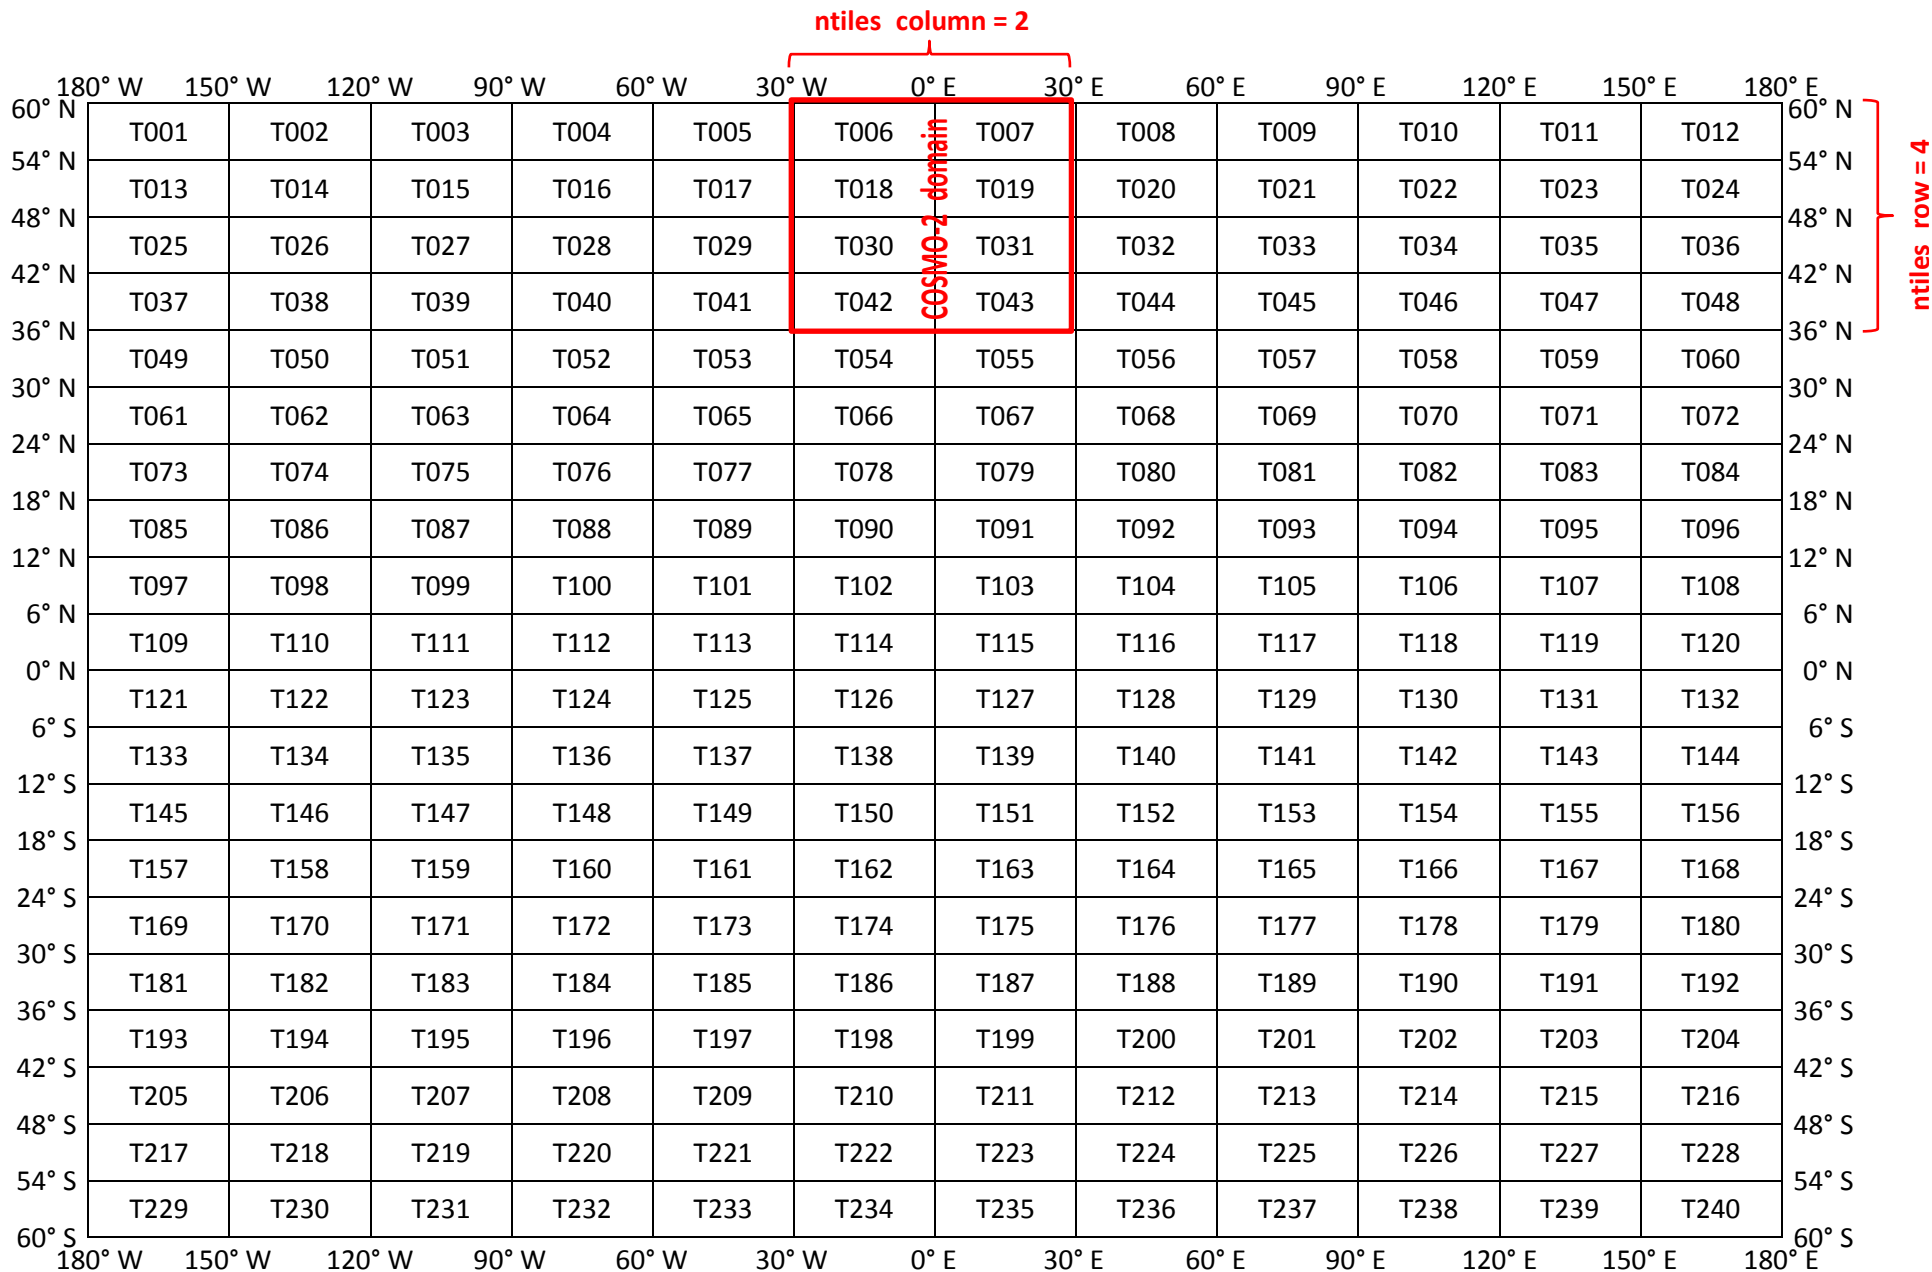 ntiles column = 2
180° W 150° W 120° W 90° W 60° W 30° W 0° E 30° E 60° E 90° E 120° E 150° E 180° E
60° N 60° N
T001 T002 T003 T004 T005 T006 T007 T008 T009 T010 T011 T012
54° N 54° N
T013 T014 T015 T016 T017 T018 T019 T020 T021 T022 T023 T024
48° N 48° N
T025 T026 T027 T028 T029 T030 T031 T032 T033 T034 T035 T036
42° N 42° N
T037 T038 T039 T040 T041 T042 T043 T044 T045 T046 T047 T048
36° N 36° N
COSMO-2 domain
ntiles row = 4
T049 T050 T051 T052 T053 T054 T055 T056 T057 T058 T059 T060
30° N 30° N
T061 T062 T063 T064 T065 T066 T067 T068 T069 T070 T071 T072
24° N 24° N
T073 T074 T075 T076 T077 T078 T079 T080 T081 T082 T083 T084
18° N 18° N
T085 T086 T087 T088 T089 T090 T091 T092 T093 T094 T095 T096
12° N 12° N
T097 T098 T099 T100 T101 T102 T103 T104 T105 T106 T107 T108
6° N 6° N
T109 T110 T111 T112 T113 T114 T115 T116 T117 T118 T119 T120
0° N 0° N
T121 T122 T123 T124 T125 T126 T127 T128 T129 T130 T131 T132
6° S 6° S
T133 T134 T135 T136 T137 T138 T139 T140 T141 T142 T143 T144
12° S 12° S
T145 T146 T147 T148 T149 T150 T151 T152 T153 T154 T155 T156
18° S 18° S
T157 T158 T159 T160 T161 T162 T163 T164 T165 T166 T167 T168
24° S 24° S
T169 T170 T171 T172 T173 T174 T175 T176 T177 T178 T179 T180
30° S 30° S
T181 T182 T183 T184 T185 T186 T187 T188 T189 T190 T191 T192
36° S 36° S
T193 T194 T195 T196 T197 T198 T199 T200 T201 T202 T203 T204
42° S 42° S
T205 T206 T207 T208 T209 T210 T211 T212 T213 T214 T215 T216
48° S 48° S
T217 T218 T219 T220 T221 T222 T223 T224 T225 T226 T227 T228
54° S 54° S
T229 T230 T231 T232 T233 T234 T235 T236 T237 T238 T239 T240
60° S 60° S
180° W 150° W 120° W 90° W 60° W 30° W 0° E 30° E 60° E 90° E 120° E 150° E 180° E